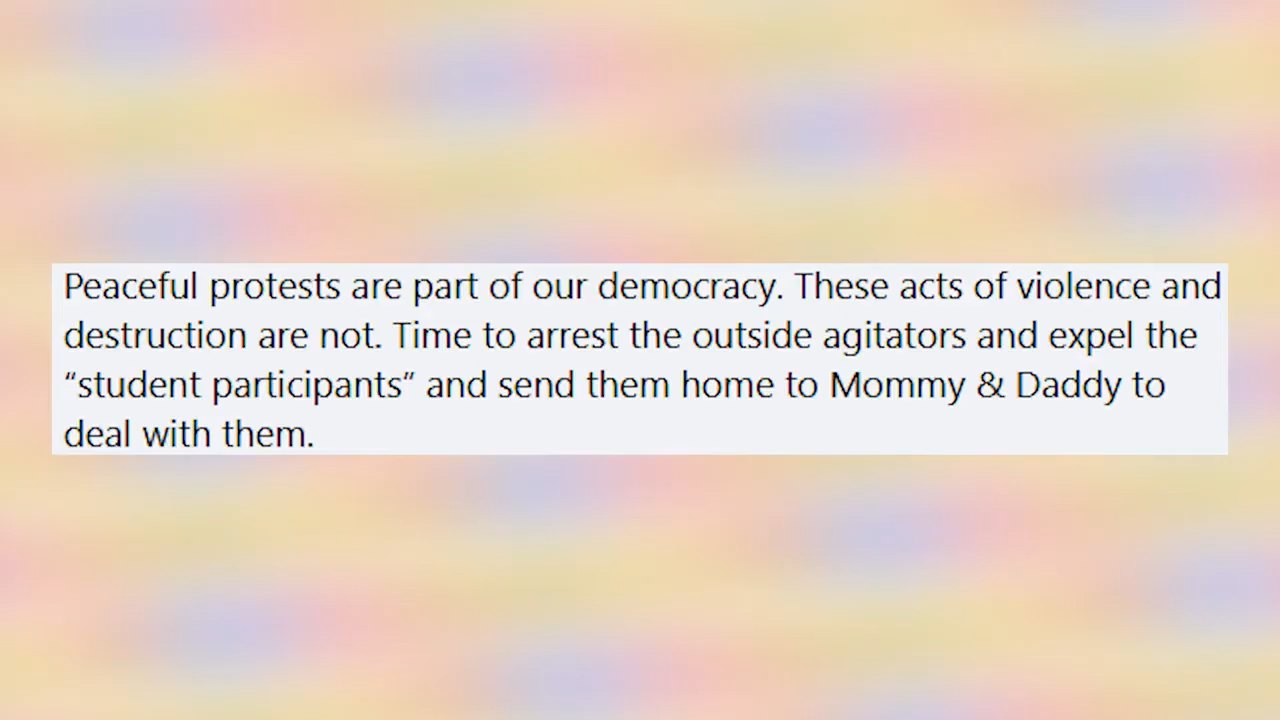 Peaceful protests are part of our democracy. These acts of violence and
destruction are not. Time to arrest the outside agitators and expel the
“student participants” and send them home to Mommy & Daddy to
deal with them.